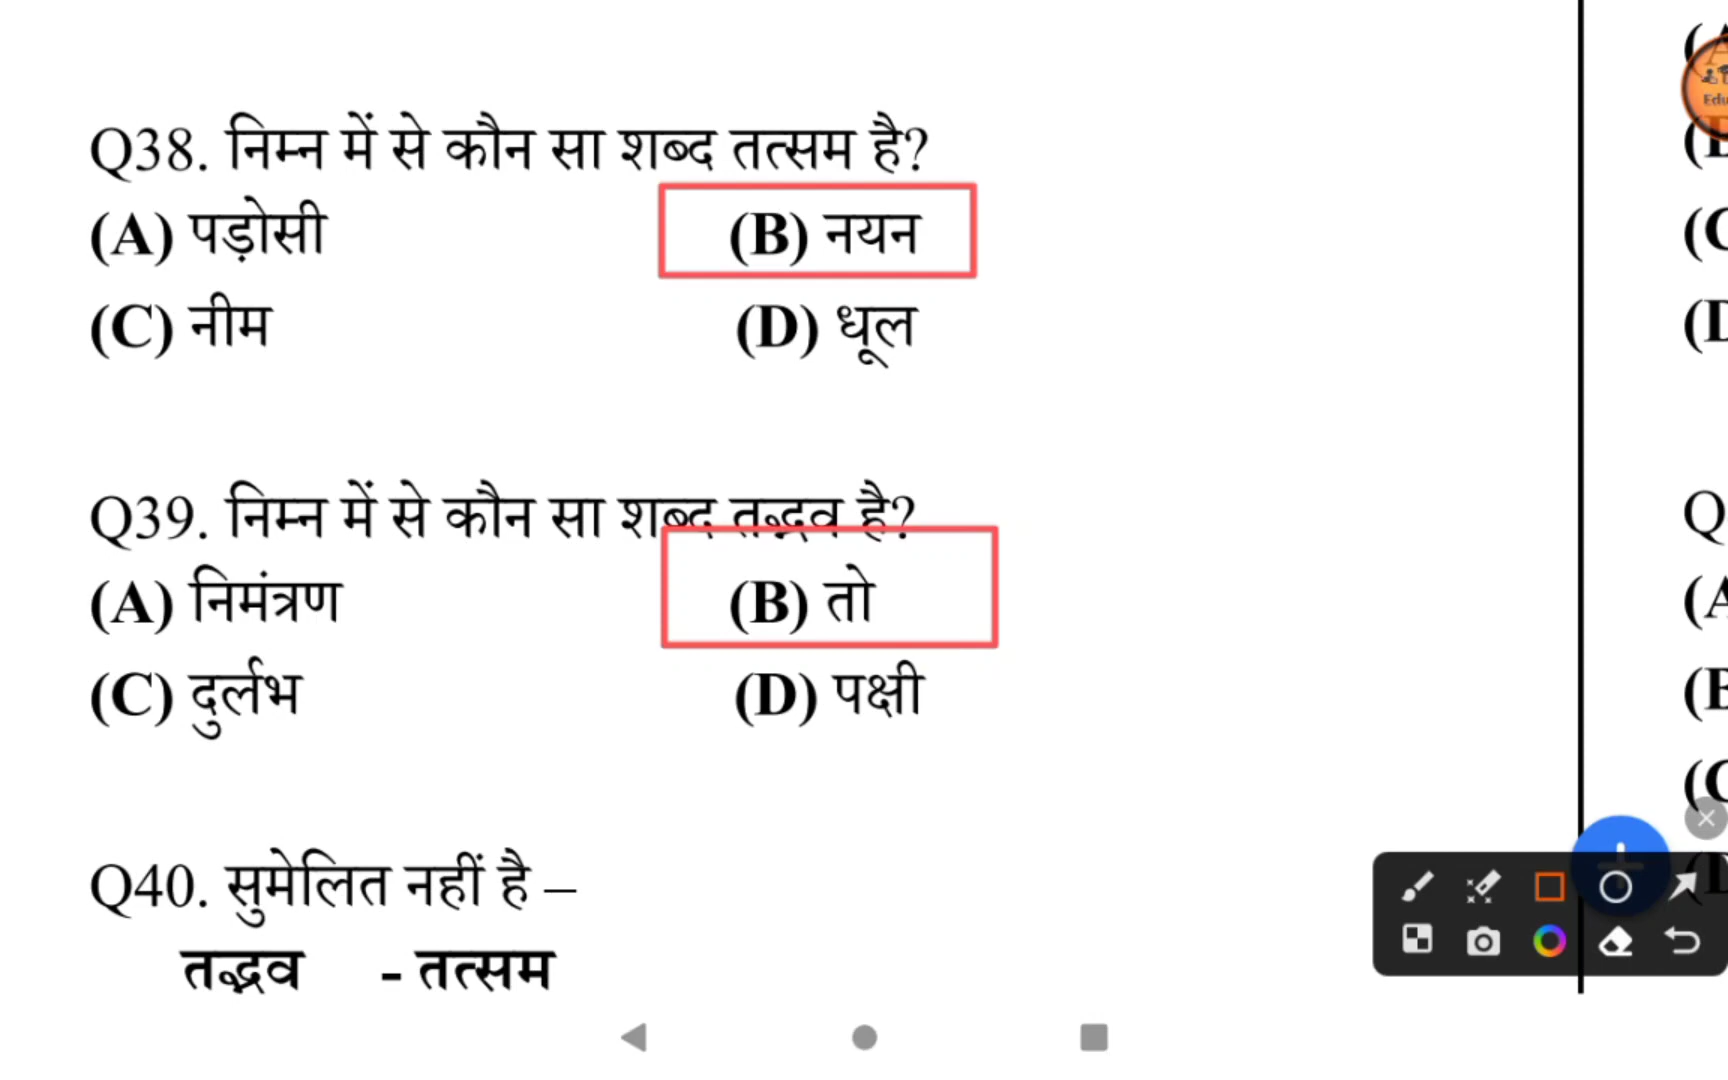 Q38. निम्न में से कौन सा शब्द तत्सम है?
(A) पड़ोसी (B) नयन
(C) नीम (D) धूल
Q39. निम्न में से कौन सा शब्द तद्भव है?
(A) निमंत्रण (B) तो
(C) दुर्लभ (D) पक्षी
Q40. सुमेलित नहीं है –
तद्भव - तत्सम
Edu
Q